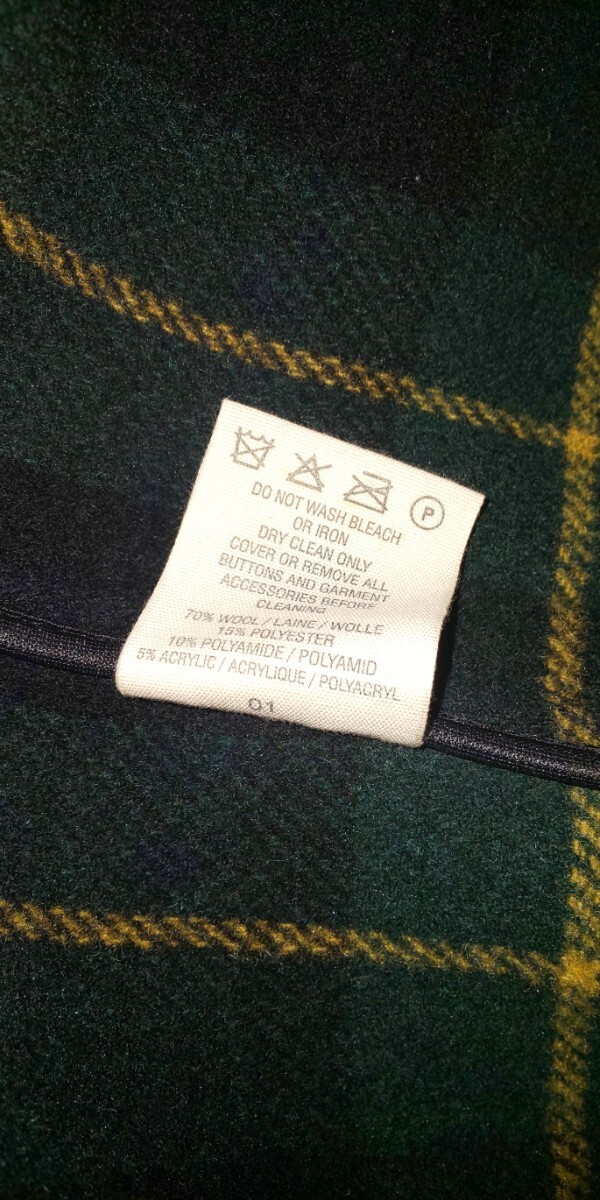 P
DO NOT WASH BLEACH
OR IRON
DRY CLEAN ONLY
COVER OR REMOVE ALL
BUTTONS AND GARMENT
ACCESSORIES BEFORE
CLEANING
70% WOOL / LAINE / WOLLE
15% POLYESTER
10% POLYAMIDE / POLYAMID
5% ACRYLIC / ACRYLIQUE / POLYACRYL
01